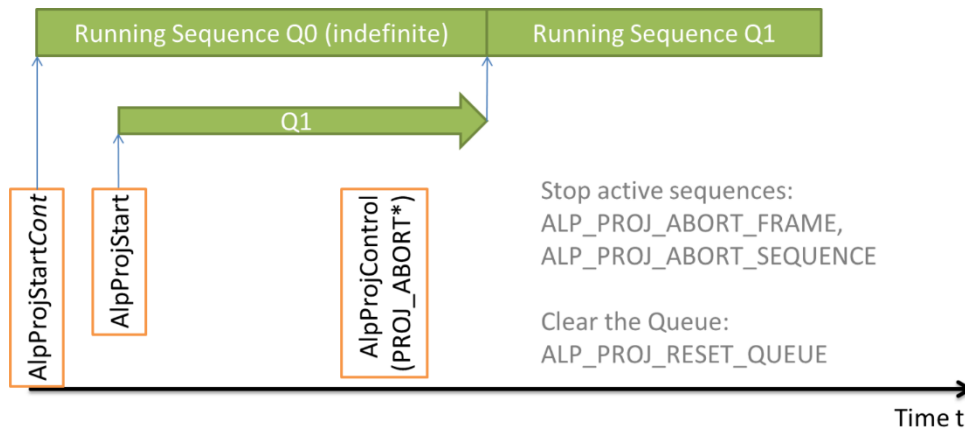 Running Sequence Q0 (indefinite)
Running Sequence Q1
Q1
AlpProjStartCont
AlpProjStart
AlpProjControl
(PROJ_ABORT*)
Stop active sequences:
ALP_PROJ_ABORT_FRAME,
ALP_PROJ_ABORT_SEQUENCE
Clear the Queue:
ALP_PROJ_RESET_QUEUE
Time t